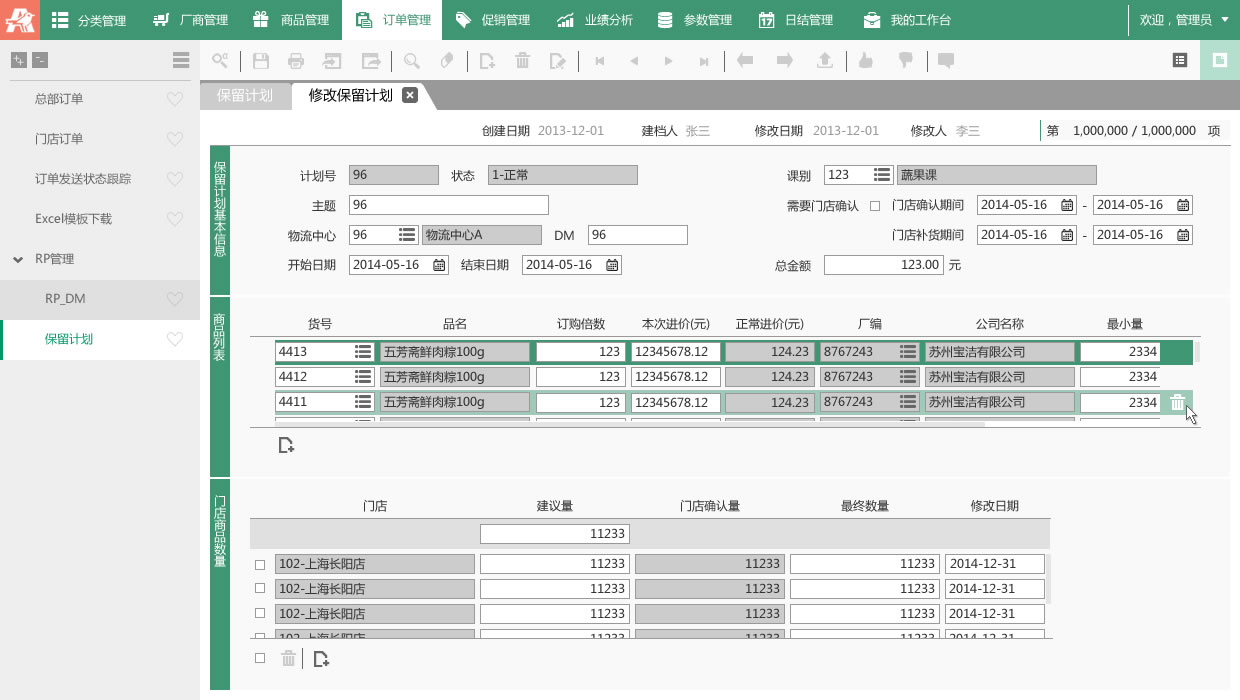 分类管理 厂商管理 商品管理 订单管理 促销管理 业绩分析 参数管理 日结管理 我的工作台 欢迎，管理员
总部订单
门店订单
订单发送状态跟踪
Excel模板下载
RP管理
RP_DM
保留计划
保留计划 修改保留计划
创建日期 2013-12-01 建档人 张三 修改日期 2013-12-01 修改人 李三 第 1,000,000 / 1,000,000 项
保留计划基本信息
计划号 96 状态 1-正常 课别 123 蔬果课
主题 96 需要门店确认 门店确认期间 2014-05-16 - 2014-05-16
物流中心 96 物流中心A DM 96 门店补货期间 2014-05-16 - 2014-05-16
开始日期 2014-05-16 结束日期 2014-05-16 总金额 123.00 元
商品列表
货号 品名 订购倍数 本次进价(元) 正常进价(元) 厂编 公司名称 最小量
4413 五芳斋鲜肉粽100g 123 12345678.12 124.23 8767243 苏州宝洁有限公司 2334
4412 五芳斋鲜肉粽100g 123 12345678.12 124.23 8767243 苏州宝洁有限公司 2334
4411 五芳斋鲜肉粽100g 123 12345678.12 124.23 8767243 苏州宝洁有限公司 2334
门店商品数量
门店 建议量 门店确认量 最终数量 修改日期
11233
102-上海长阳店 11233 11233 11233 2014-12-31
102-上海长阳店 11233 11233 11233 2014-12-31
102-上海长阳店 11233 11233 11233 2014-12-31
102-上海长阳店 11233 11233 11233 2014-12-31